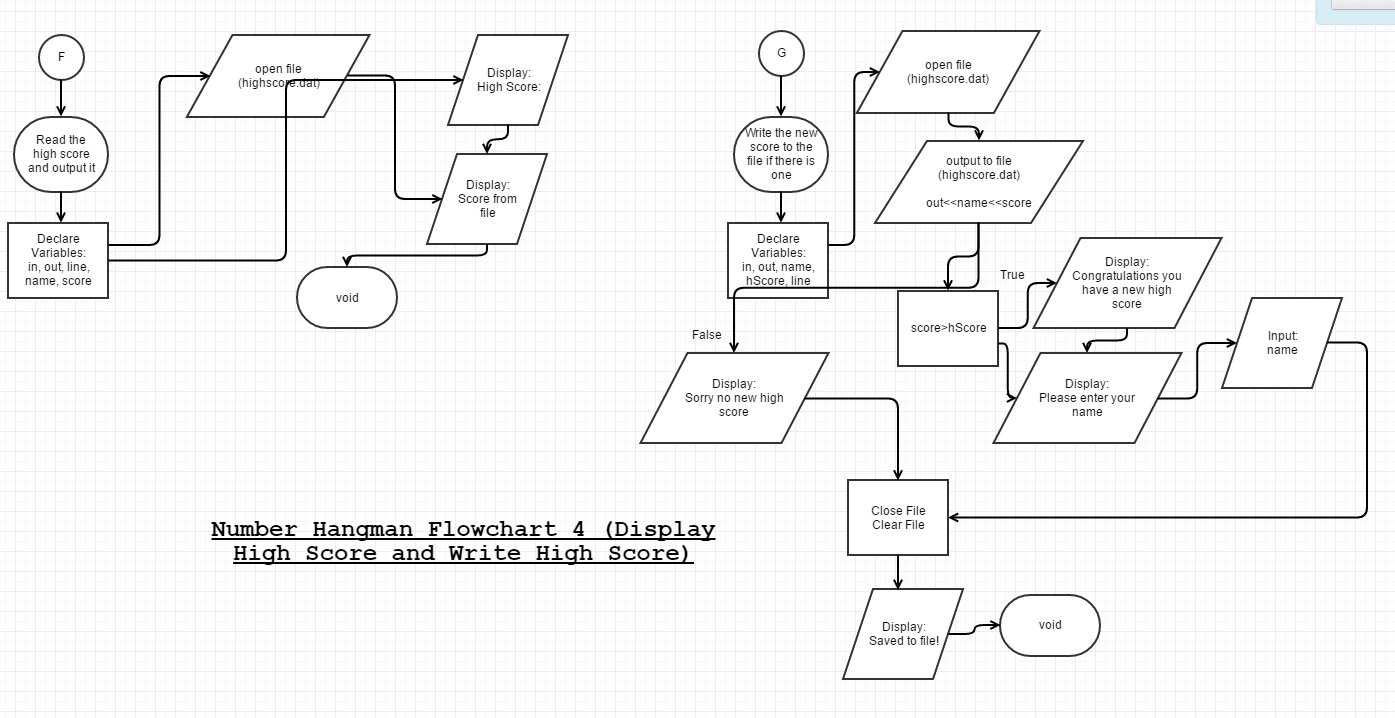 F
Read the
high score
and output it
Declare
Variables:
in, out, line,
name, score
open file
(highscore.dat)
Display:
High Score:
Display:
Score from
file
void
G
Write the new
score to the
file if there is
one
Declare
Variables:
in, out, name,
hScore, line
open file
(highscore.dat)
output to file
(highscore.dat)
out<<name<<score
score>hScore
True
Display:
Congratulations you
have a new high
score
Display:
Please enter your
name
Input:
name
False
Display:
Sorry no new high
score
Close File
Clear File
Display:
Saved to file!
void
Number Hangman Flowchart 4 (Display
High Score and Write High Score)